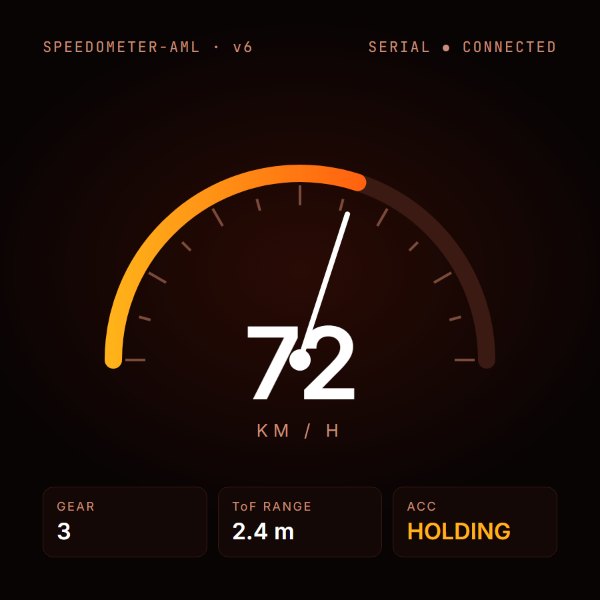 SPEEDOMETER-AML · v6
SERIAL ● CONNECTED
72
KM / H
GEAR
3
ToF RANGE
2.4 m
ACC
HOLDING